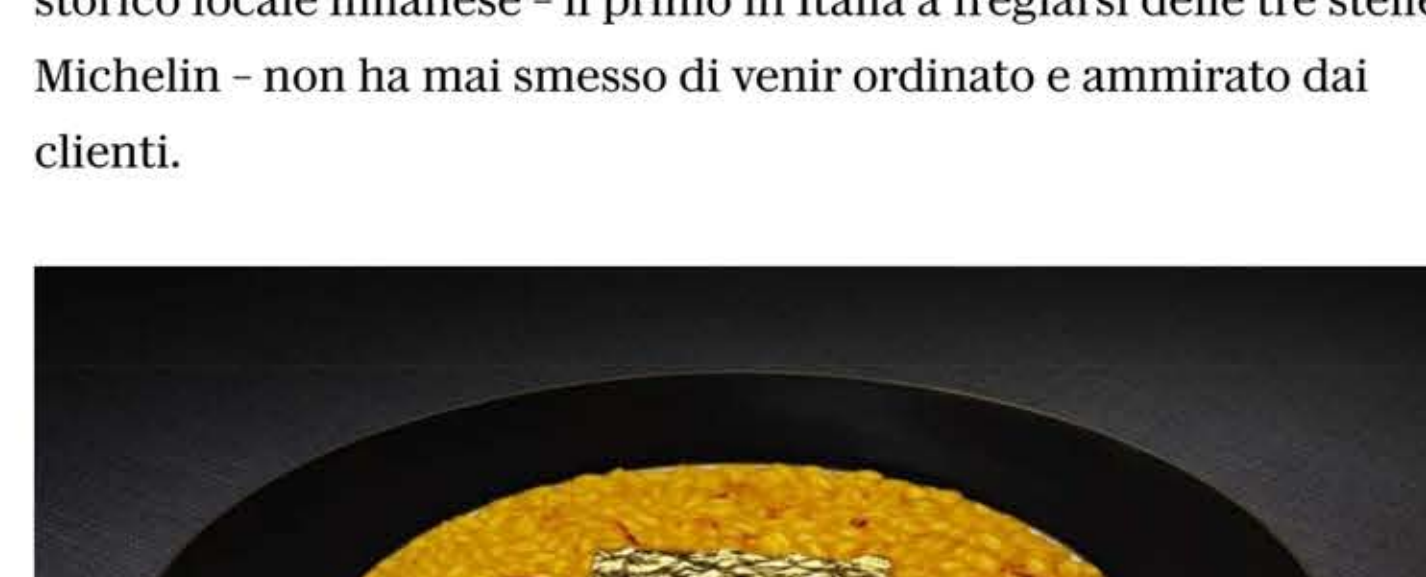 storico locale milanese – il primo in Italia a fregiarsi delle tre stelle
Michelin – non ha mai smesso di venir ordinato e ammirato dai
clienti.